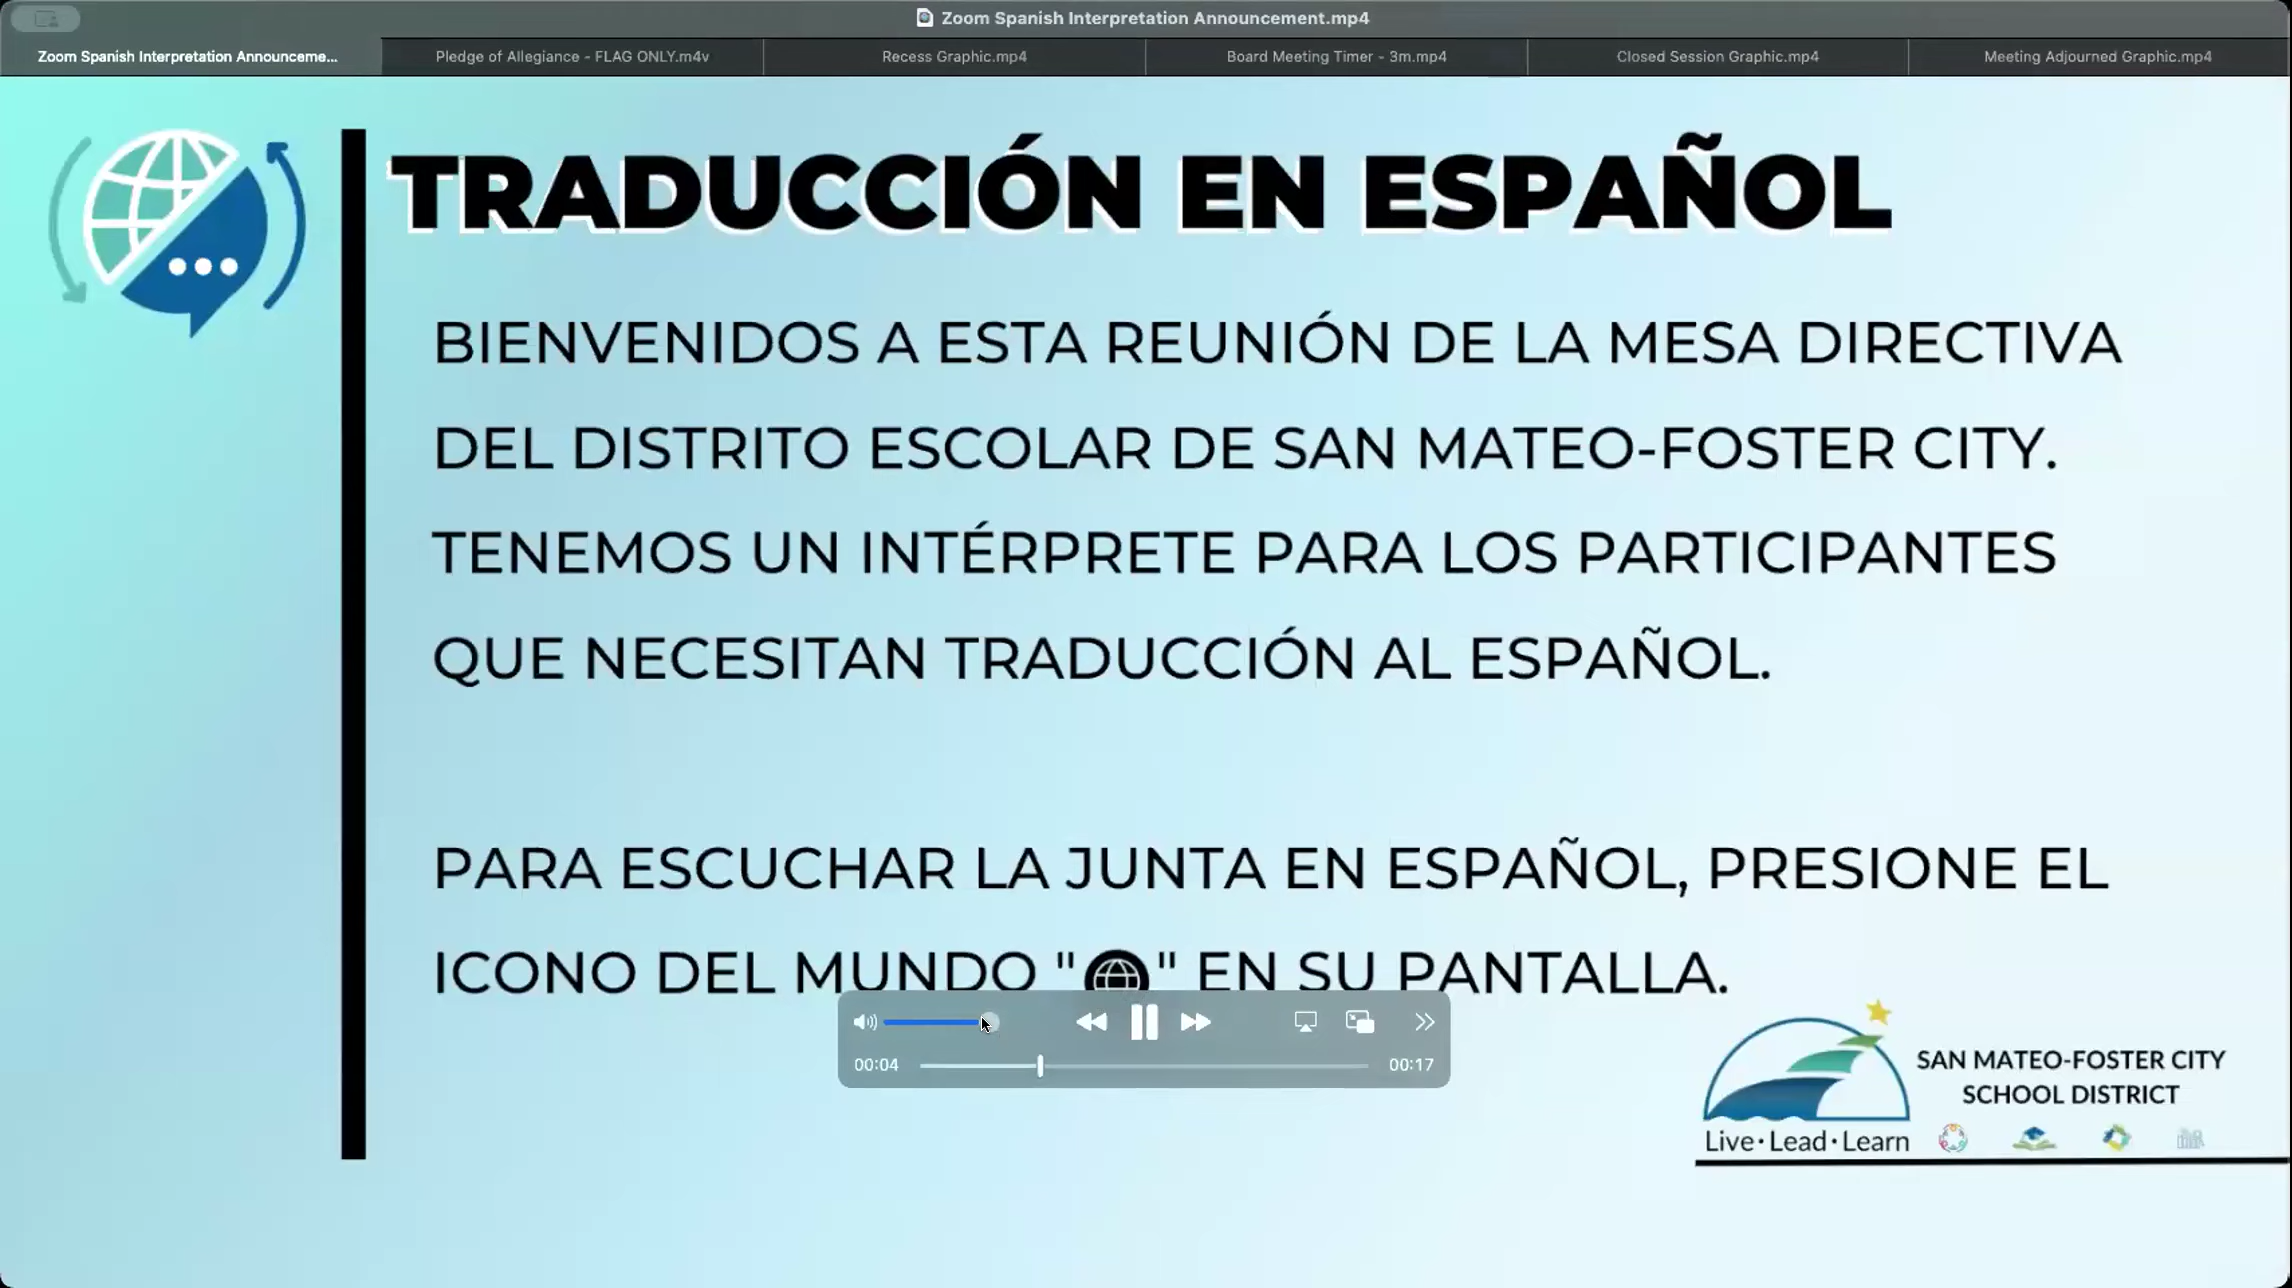 Zoom Spanish Interpretation Announcement.mp4
Zoom Spanish Interpretation Announceme...
Pledge of Allegiance - FLAG ONLY.m4v
Recess Graphic.mp4
Board Meeting Timer - 3m.mp4
Closed Session Graphic.mp4
Meeting Adjourned Graphic.mp4
TRADUCCIÓN EN ESPAÑOL
BIENVENIDOS A ESTA REUNIÓN DE LA MESA DIRECTIVA
DEL DISTRITO ESCOLAR DE SAN MATEO-FOSTER CITY.
TENEMOS UN INTÉRPRETE PARA LOS PARTICIPANTES
QUE NECESITAN TRADUCCIÓN AL ESPAÑOL.
PARA ESCUCHAR LA JUNTA EN ESPAÑOL, PRESIONE EL
ICONO DEL MUNDO "" EN SU PANTALLA.
00:04
00:17
SAN MATEO-FOSTER CITY
SCHOOL DISTRICT
Live·Lead·Learn